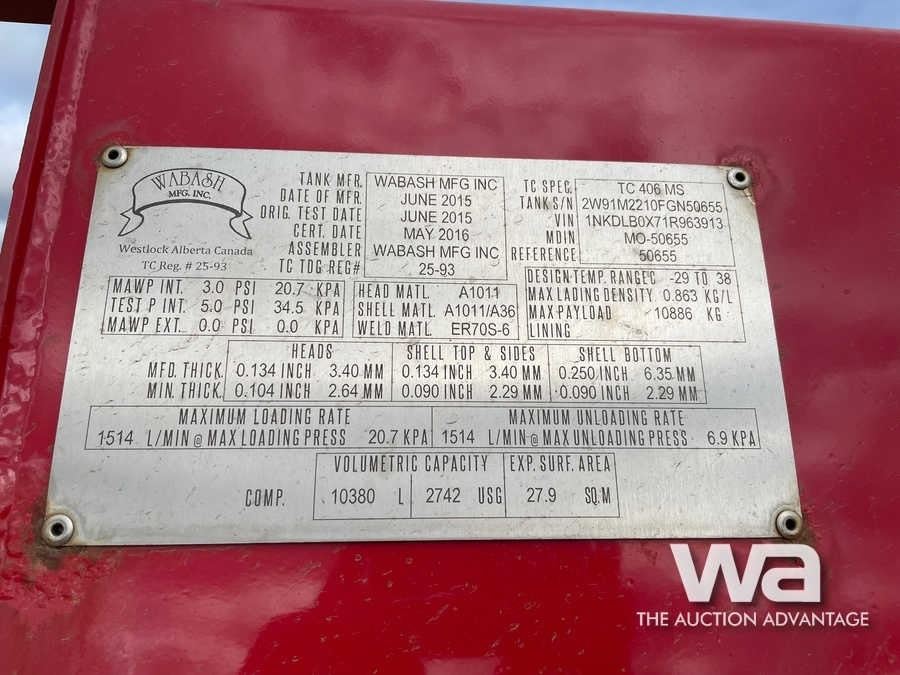 WABASH
MFG. INC.
Westlock Alberta Canada
TC Reg. # 25-93
TANK MFR. WABASH MFG INC
DATE OF MFR. JUNE 2015
ORIG. TEST DATE JUNE 2015
CERT. DATE MAY 2016
ASSEMBLER WABASH MFG INC
TC TDG REG# 25-93
TC SPEC. TC 406 MS
TANK S/N 2W91M2210FGN50655
VIN 1NKDLB0X71R963913
MDIN MO-50655
REFERENCE 50655
MAWP INT. 3.0 PSI 20.7 KPA
TEST P INT. 5.0 PSI 34.5 KPA
MAWP EXT. 0.0 PSI 0.0 KPA
HEAD MATL. A1011
SHELL MATL. A1011/A36
WELD MATL. ER70S-6
DESIGN TEMP. RANGEC -29 TO 38
MAX LADING DENSITY 0.863 KG/L
MAX PAYLOAD 10886 KG
LINING
HEADS SHELL TOP & SIDES SHELL BOTTOM
MFD. THICK. 0.134 INCH 3.40 MM 0.134 INCH 3.40 MM 0.250 INCH 6.35 MM
MIN. THICK. 0.104 INCH 2.64 MM 0.090 INCH 2.29 MM 0.090 INCH 2.29 MM
MAXIMUM LOADING RATE MAXIMUM UNLOADING RATE
1514 L/MIN @ MAX LOADING PRESS 20.7 KPA 1514 L/MIN @ MAX UNLOADING PRESS 6.9 KPA
VOLUMETRIC CAPACITY EXP. SURF. AREA
COMP. 10380 L 2742 USG 27.9 SQ.M
wa
THE AUCTION ADVANTAGE